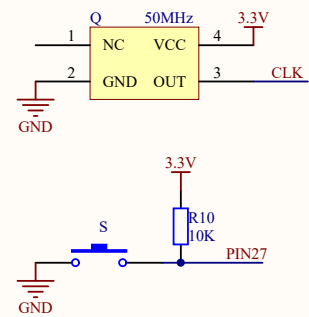 Q 50MHz
3.3V
1 NC VCC 4
2 GND OUT 3 CLK
GND
3.3V
S
R10
10K
PIN27
GND